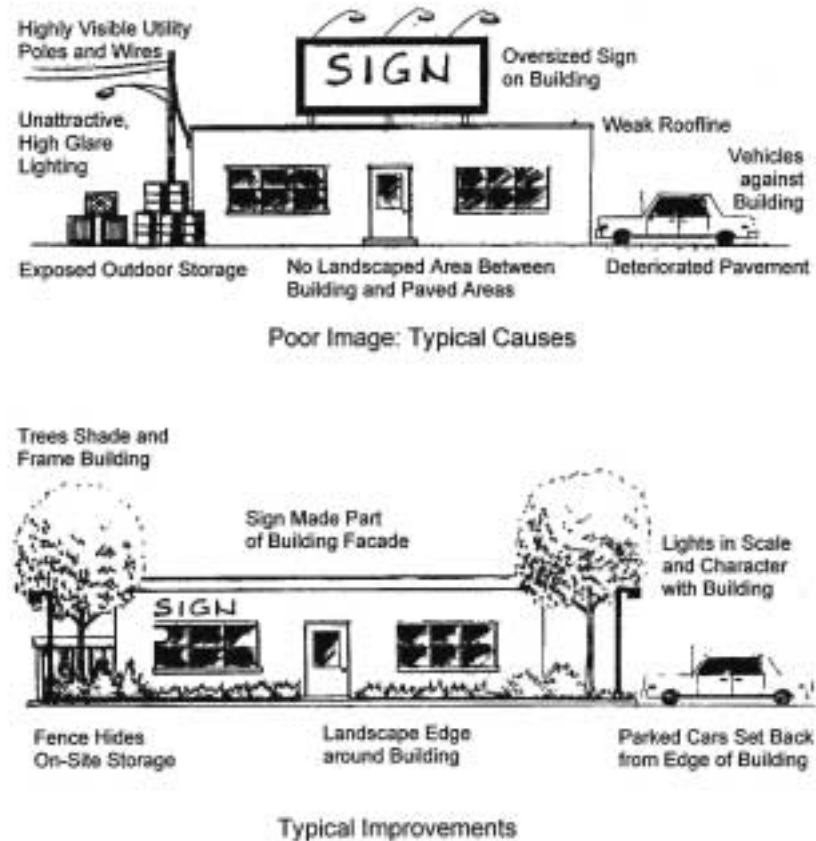 Highly Visible Utility
Poles and Wires
SIGN
Oversized Sign
on Building
Unattractive,
High Glare
Lighting
Weak Roofline
Vehicles
against
Building
Exposed Outdoor Storage
No Landscaped Area Between
Building and Paved Areas
Deteriorated Pavement
Poor Image: Typical Causes
Trees Shade and
Frame Building
Sign Made Part
of Building Facade
Lights in Scale
and Character
with Building
SIGN
Fence Hides
On-Site Storage
Landscape Edge
around Building
Parked Cars Set Back
from Edge of Building
Typical Improvements